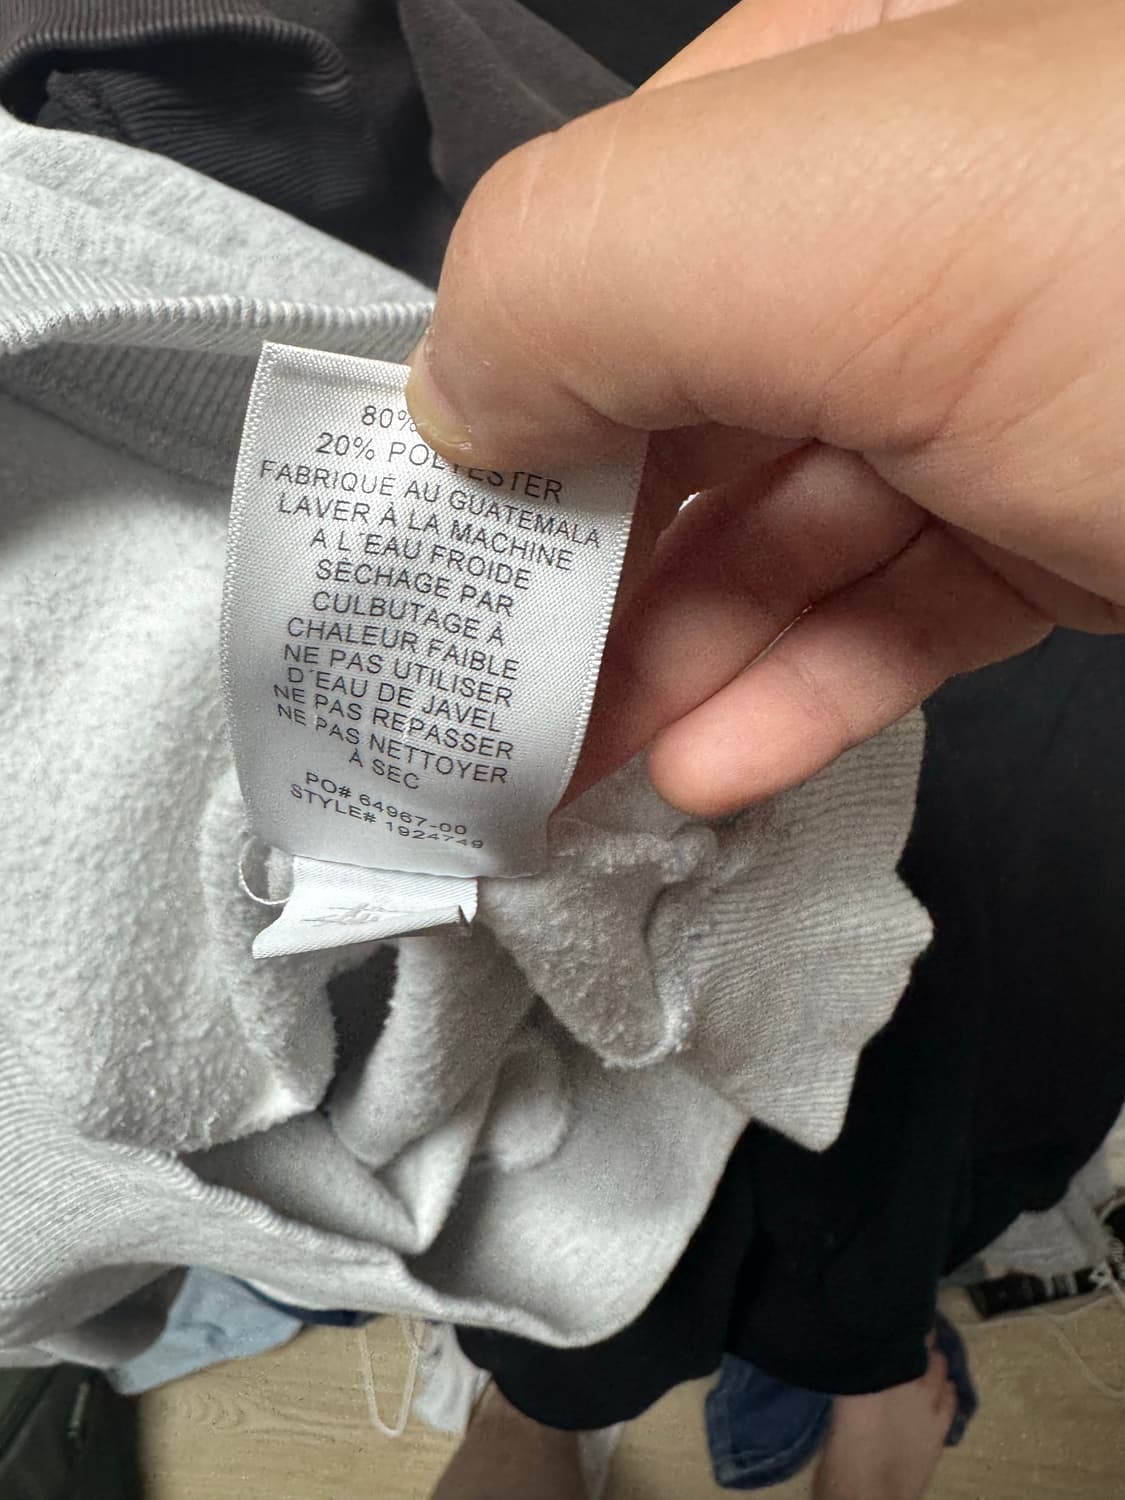 80%
20% POLYESTER
FABRIQUÉ AU GUATEMALA
LAVER À LA MACHINE
À L'EAU FROIDE
SÉCHAGE PAR
CULBUTAGE À
CHALEUR FAIBLE
NE PAS UTILISER
D'EAU DE JAVEL
NE PAS REPASSER
NE PAS NETTOYER
À SEC
PO# 64967-00
STYLE# 1924749